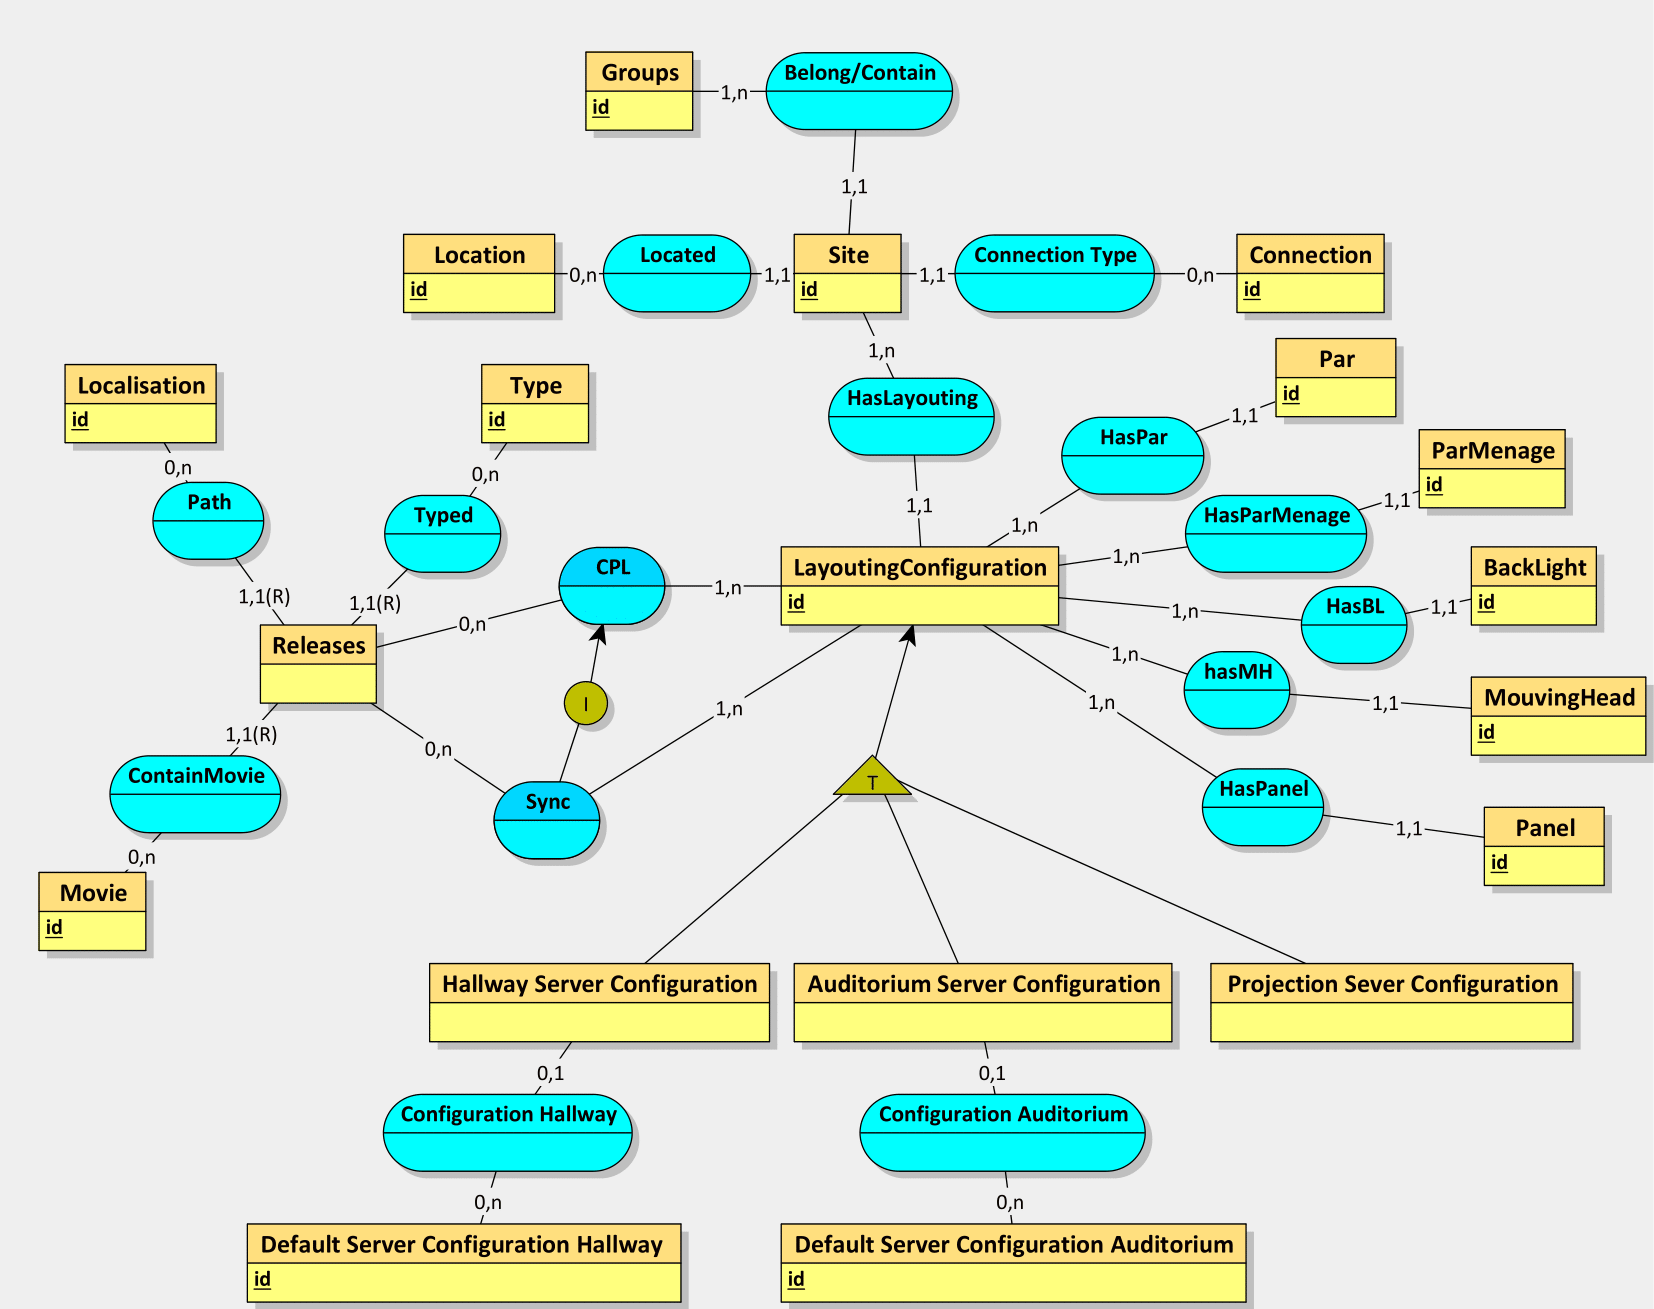 Groups
id
1,n
Belong/Contain
1,1
Location
id
0,n
Located
1,1
Site
id
1,1
Connection Type
0,n
Connection
id
1,n
HasLayouting
1,1
Par
id
1,1
HasPar
1,n
Localisation
id
0,n
Path
1,1(R)
Type
id
0,n
Typed
1,1(R)
ParMenage
id
1,1
HasParMenage
1,n
CPL
1,n
0,n
LayoutingConfiguration
id
BackLight
id
1,1
HasBL
1,n
Releases
1,1(R)
ContainMovie
0,n
Movie
id
I
0,n
Sync
1,n
T
1,n
hasMH
1,1
MouvingHead
id
1,n
HasPanel
1,1
Panel
id
Hallway Server Configuration
Auditorium Server Configuration
Projection Sever Configuration
0,1
Configuration Hallway
0,n
Default Server Configuration Hallway
id
0,1
Configuration Auditorium
0,n
Default Server Configuration Auditorium
id